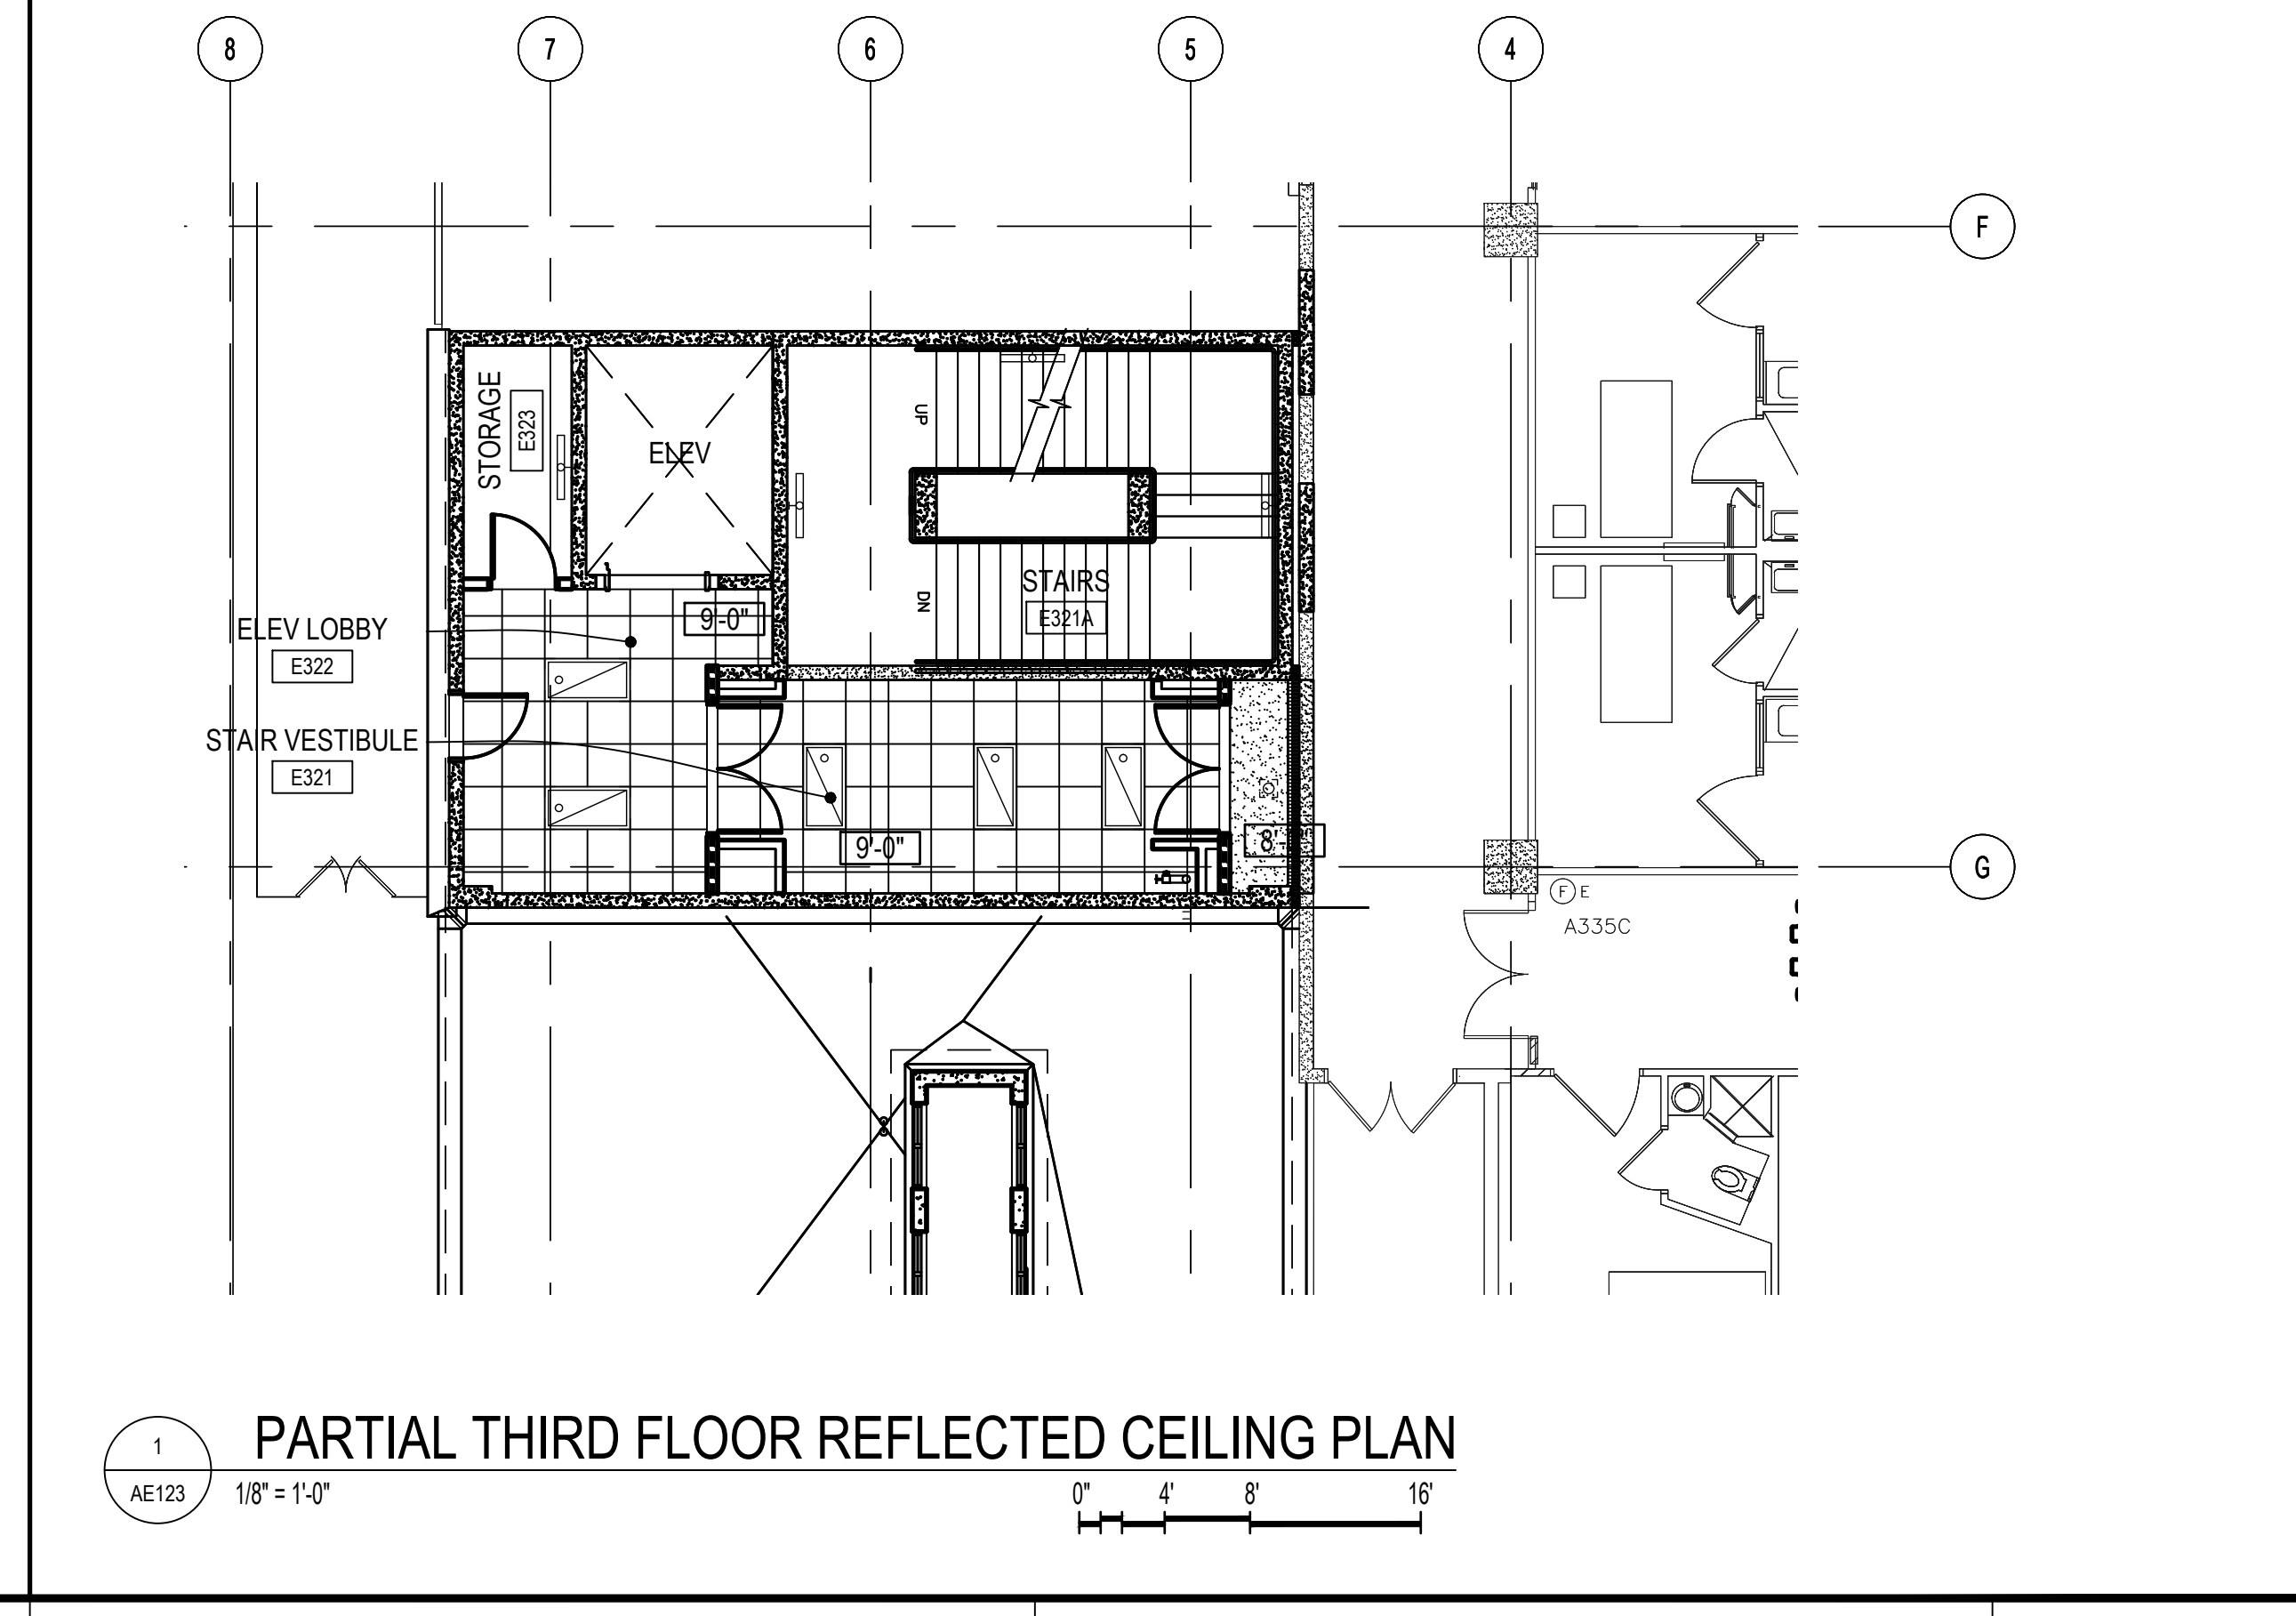 8
7
6
5
4
F
STORAGE
E323
ELEV
UP
STAIRS
E321A
DN
9'-0"
ELEV LOBBY
E322
STAIR VESTIBULE
E321
9'-0"
G
F E
A335C
1
AE123
PARTIAL THIRD FLOOR REFLECTED CEILING PLAN
1/8" = 1'-0"
0" 4' 8' 16'